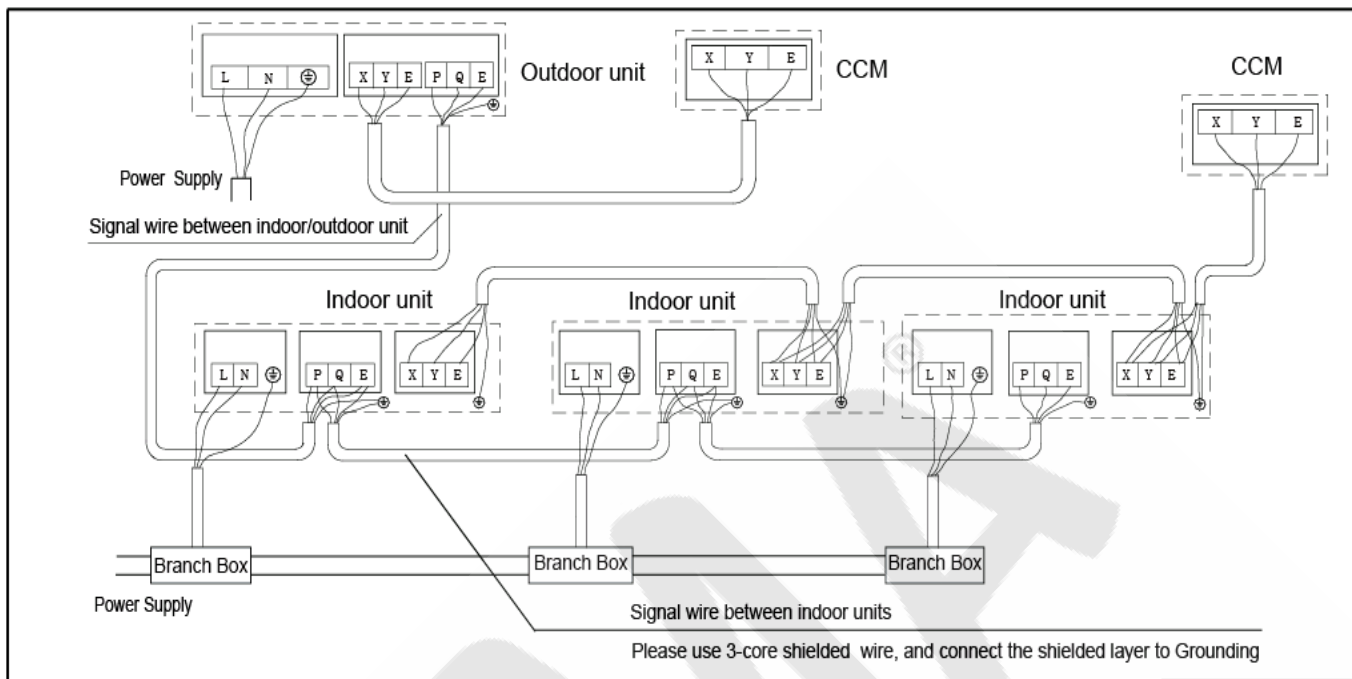 L N X Y E P Q E
Outdoor unit
X Y E
CCM
CCM
X Y E
Power Supply
Signal wire between indoor/outdoor unit
Indoor unit
Indoor unit
Indoor unit
L N P Q E X Y E
L N P Q E X Y E
L N P Q E X Y E
Branch Box
Branch Box
Branch Box
Power Supply
Signal wire between indoor units
Please use 3-core shielded wire, and connect the shielded layer to Grounding
®